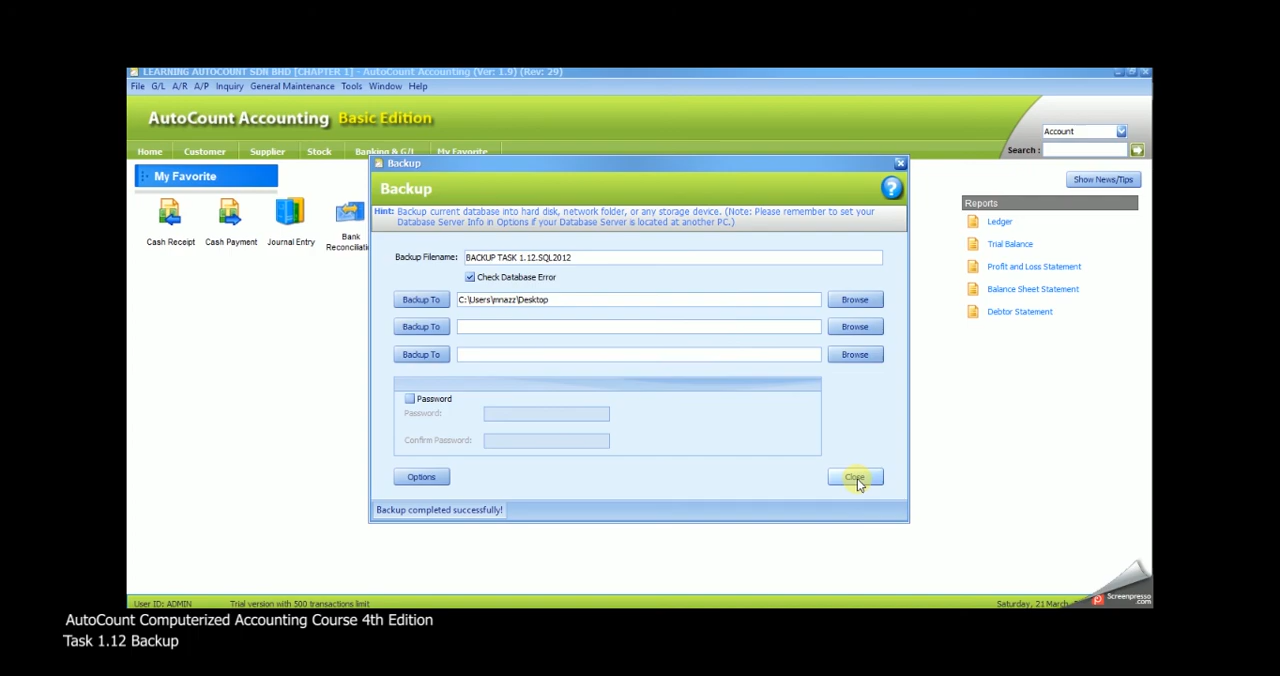 LEARNING AUTOCOUNT SDN BHD [CHAPTER 1] - AutoCount Accounting (Ver: 1.9) (Rev: 29)
File G/L A/R A/P Inquiry General Maintenance Tools Window Help
AutoCount Accounting Basic Edition
Account
Search :
Home Customer Supplier Stock Banking & G/L My Favorite
Backup
My Favorite
Show News/Tips
Backup
?
Reports
Hint: Backup current database into hard disk, network folder, or any storage device. (Note: Please remember to set your
Database Server Info in Options if your Database Server is located at another PC.)
Ledger
Cash Receipt Cash Payment Journal Entry Bank
Reconciliati
Trial Balance
Backup Filename: BACKUP TASK 1.12.SQL2012
Profit and Loss Statement
Check Database Error
Balance Sheet Statement
Backup To C:\Users\mnazz\Desktop Browse
Debtor Statement
Backup To Browse
Backup To Browse
Password
Password:
Confirm Password:
Options Close
Backup completed successfully!
User ID: ADMIN Trial version with 500 transactions limit Saturday, 21 March,
Screenpresso
.com
AutoCount Computerized Accounting Course 4th Edition
Task 1.12 Backup